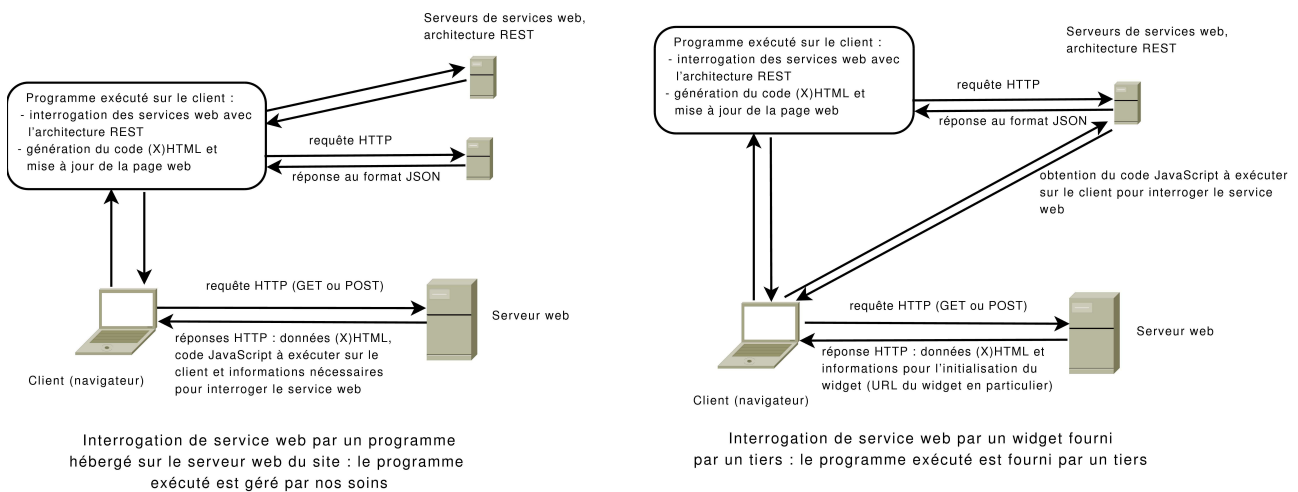 Serveurs de services web,
architecture REST
Programme exécuté sur le client :
- interrogation des services web avec
l'architecture REST
- génération du code (X)HTML et
mise à jour de la page web
requête HTTP
réponse au format JSON
requête HTTP (GET ou POST)
Serveur web
réponses HTTP : données (X)HTML,
code JavaScript à exécuter sur le
client et informations nécessaires
pour interroger le service web
Client (navigateur)
Interrogation de service web par un programme
hébergé sur le serveur web du site : le programme
exécuté est géré par nos soins
Serveurs de services web,
architecture REST
Programme exécuté sur le client :
- interrogation des services web avec
l'architecture REST
- génération du code (X)HTML et
mise à jour de la page web
requête HTTP
réponse au format JSON
obtention du code JavaScript à exécuter
sur le client pour interroger le service
web
requête HTTP (GET ou POST)
Serveur web
réponse HTTP : données (X)HTML et
informations pour l'initialisation du
widget (URL du widget en particulier)
Client (navigateur)
Interrogation de service web par un widget fourni
par un tiers : le programme exécuté est fourni par un tiers